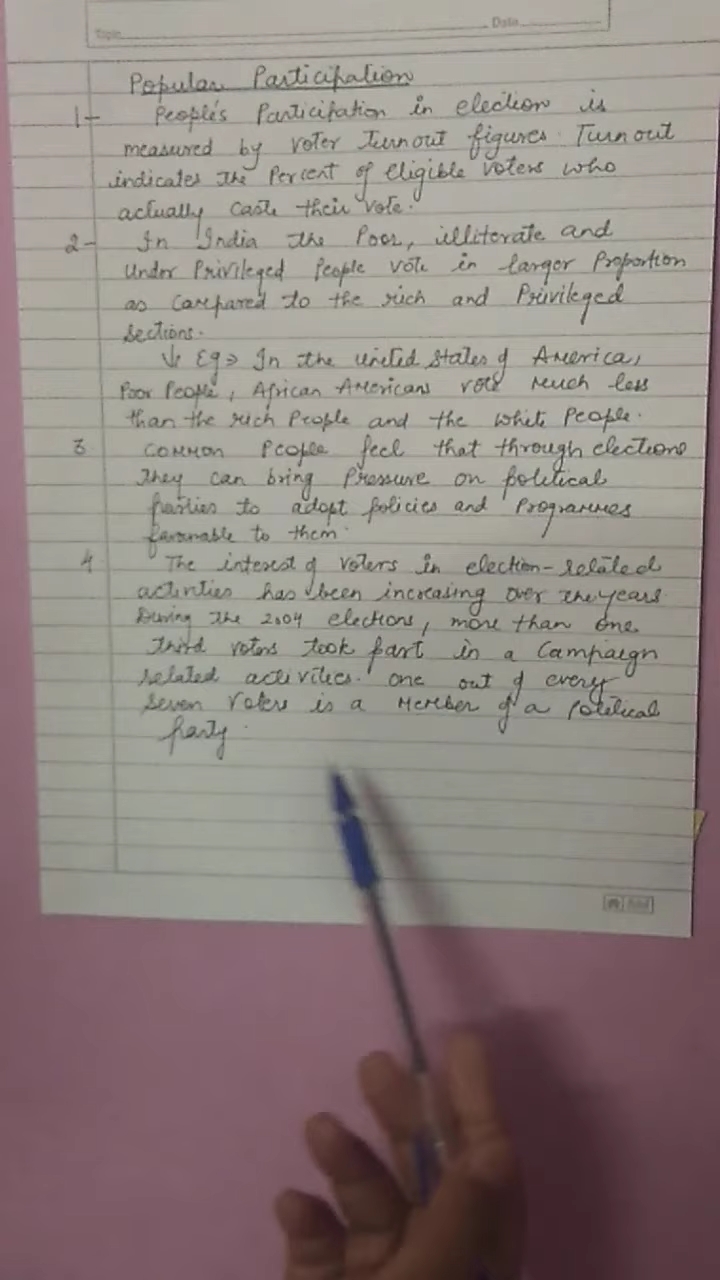 Topic
Date
Popular Participation
1- People's Participation in election is
measured by voter Turnout figures. Turnout
indicates the Percent of eligible voters who
actually caste their vote.
2- In India the Poor, illiterate and
Under Privileged People vote in larger Proportion
as compared to the rich and Privileged
Sections.
Eg => In the united States of America,
Poor People, African Americans vote much less
than the rich People and the white People.
3 Common People feel that through elections
they can bring Pressure on political
parties to adopt policies and Programmes
favourable to them.
4 The interest of voters in election-related
activities has been increasing over the years
During the 2004 elections, more than one
third voters took part in a Campaign
related activities. one out of every
Seven Voters is a Member of a political
party.